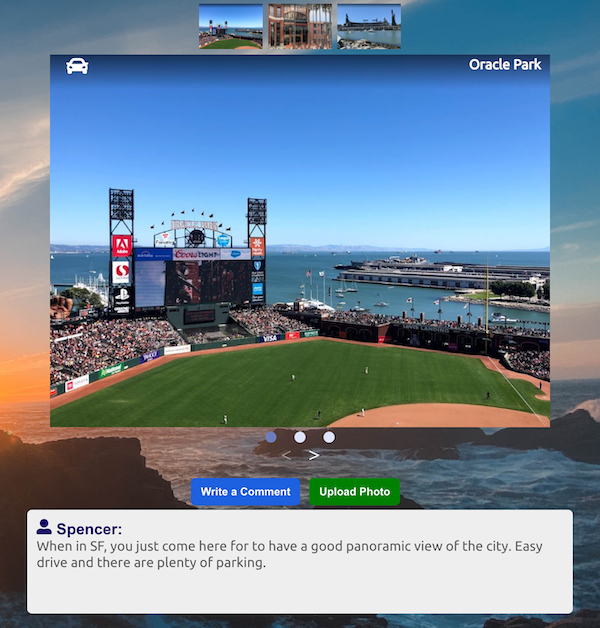 Oracle Park
Adobe
Coors LIGHT
VISA
Write a Comment
Upload Photo
Spencer:
When in SF, you just come here for to have a good panoramic view of the city. Easy
drive and there are plenty of parking.